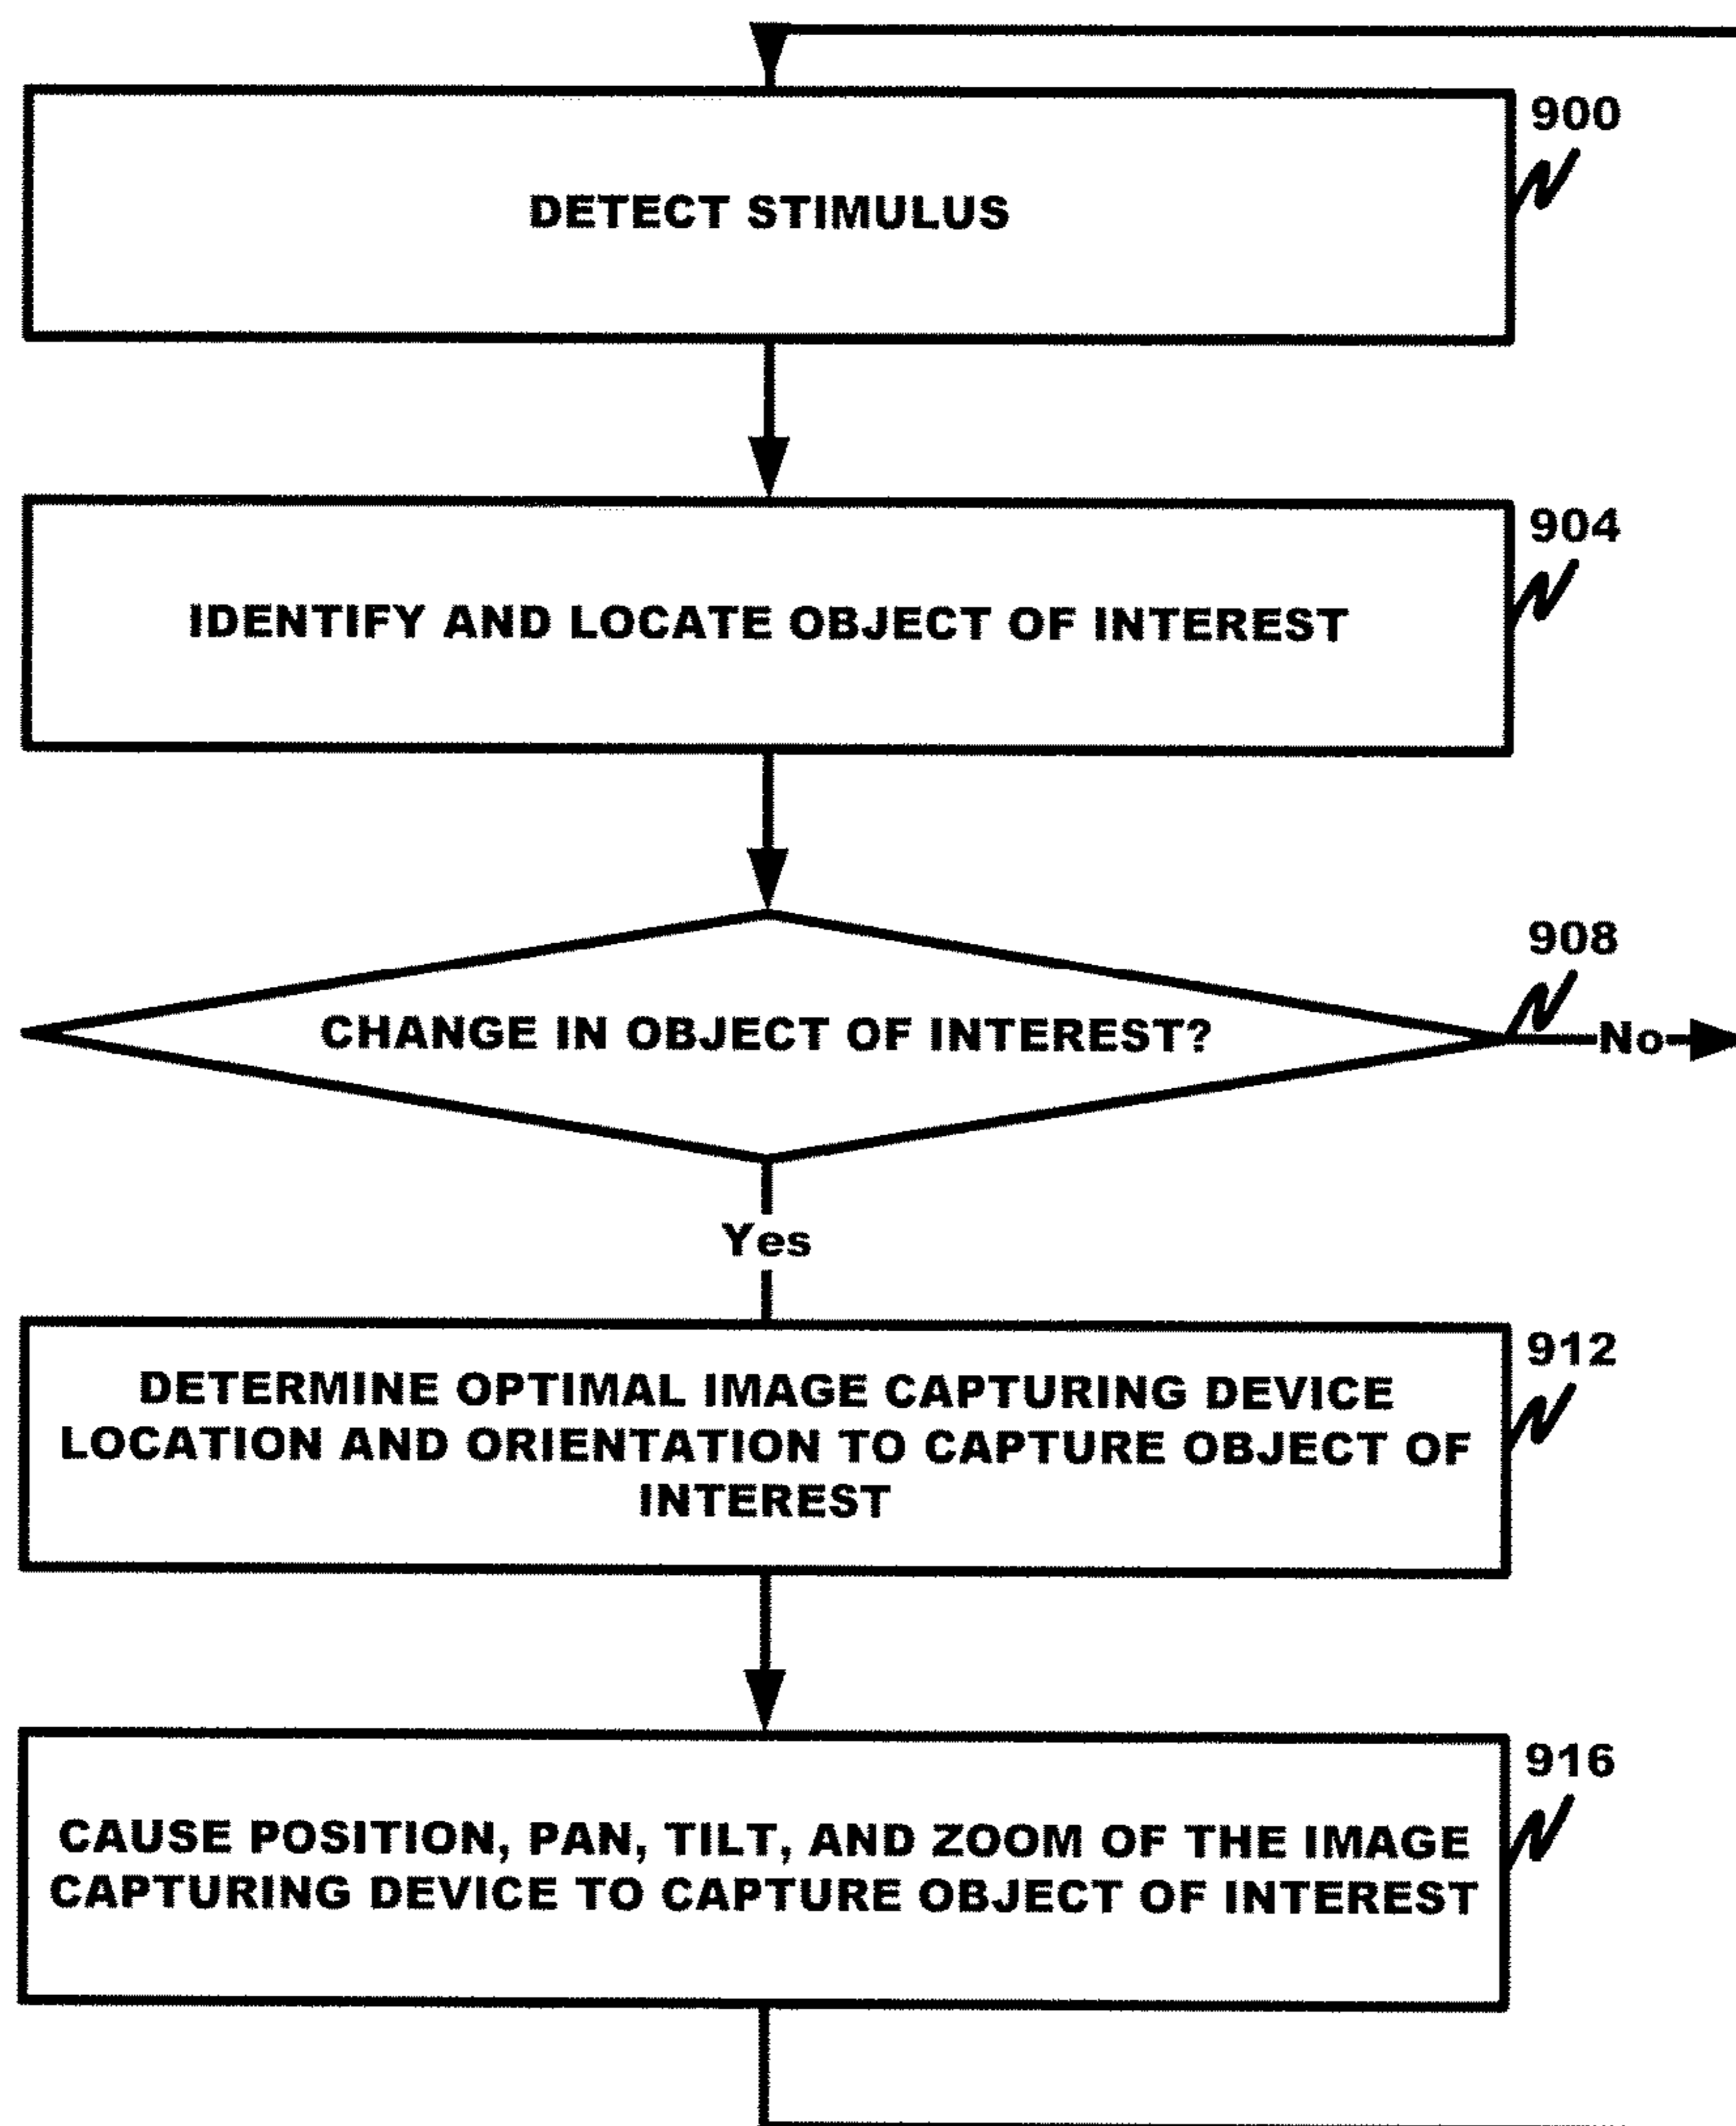 900
DETECT STIMULUS
904
IDENTIFY AND LOCATE OBJECT OF INTEREST
908
CHANGE IN OBJECT OF INTEREST?
No
Yes
912
DETERMINE OPTIMAL IMAGE CAPTURING DEVICE
LOCATION AND ORIENTATION TO CAPTURE OBJECT OF
INTEREST
916
CAUSE POSITION, PAN, TILT, AND ZOOM OF THE IMAGE
CAPTURING DEVICE TO CAPTURE OBJECT OF INTEREST